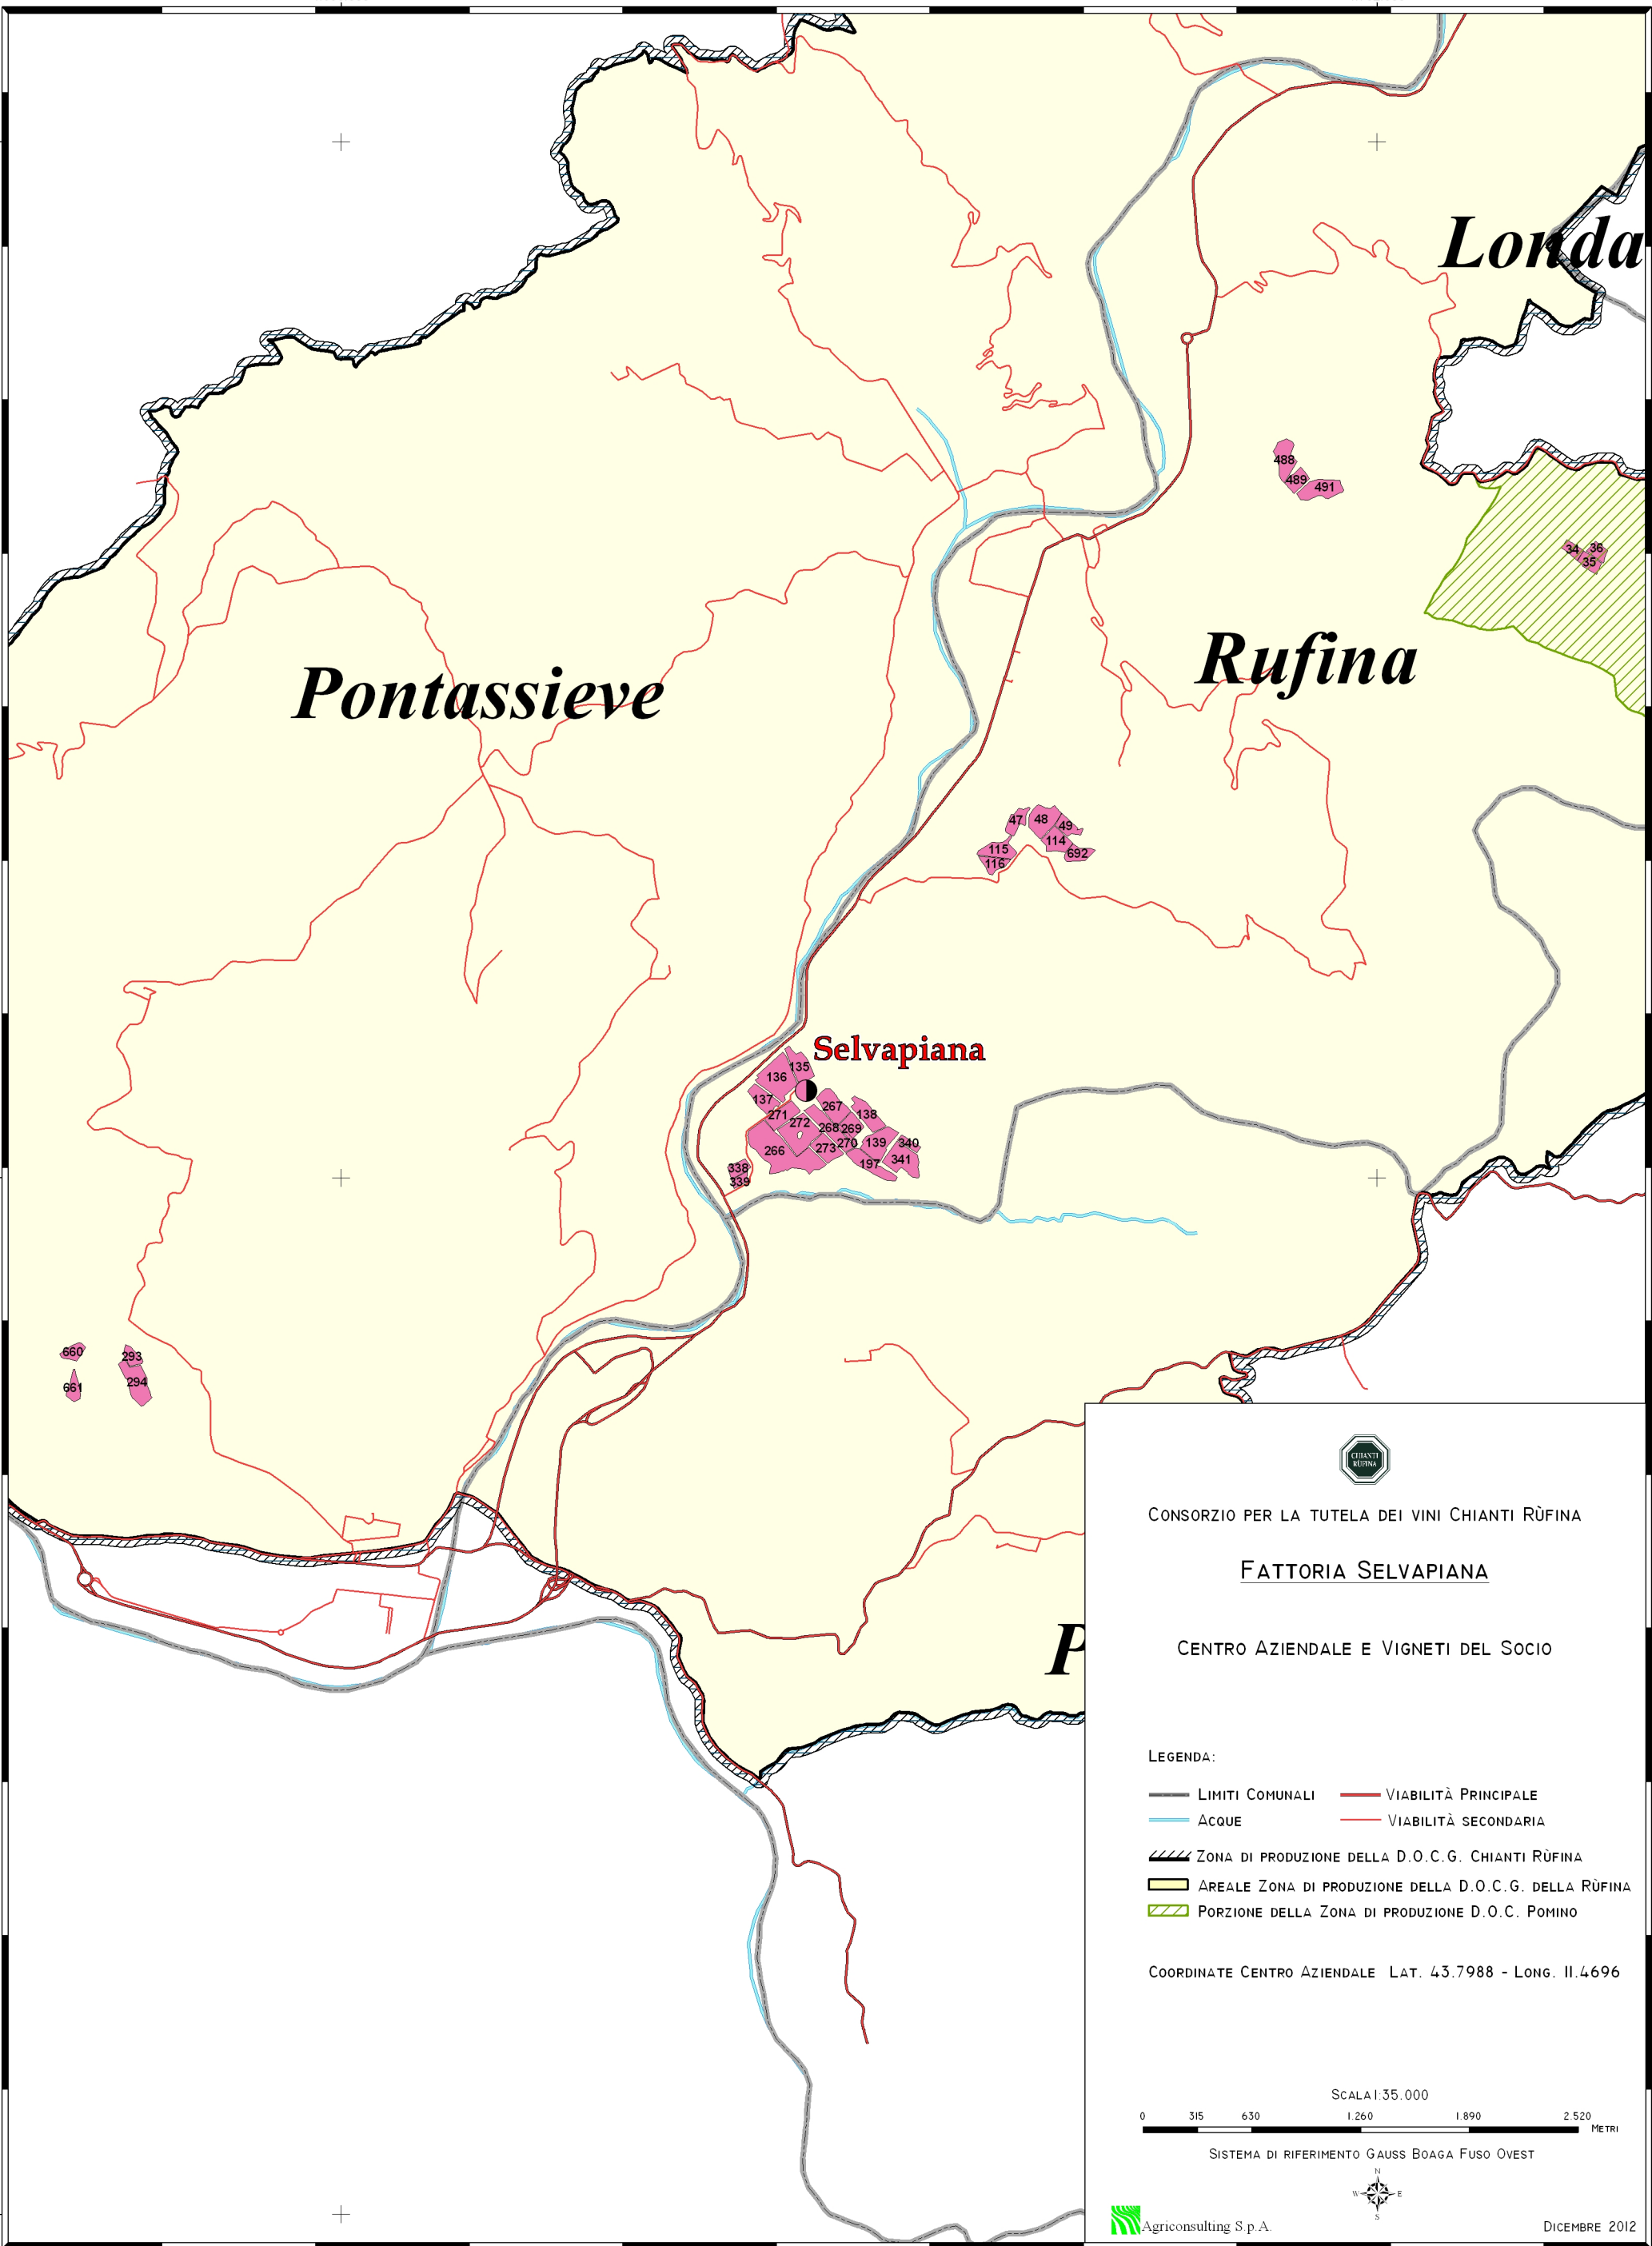 Londa
488
489
491
34
36
35
Rufina
Pontassieve
47
48
49
114
115
692
116
Selvapiana
135
136
137
267
138
271
272
268
269
270
139
340
266
273
197
341
338
339
660
293
661
294
P
CHIANTI
RÙFINA
Consorzio per la tutela dei vini Chianti Rùfina
Fattoria Selvapiana
Centro Aziendale e Vigneti del Socio
Legenda:
Limiti Comunali
Viabilità Principale
Acque
Viabilità secondaria
Zona di produzione della D.O.C.G. Chianti Rùfina
Areale Zona di produzione della D.O.C.G. della Rùfina
Porzione della Zona di produzione D.O.C. Pomino
Coordinate Centro Aziendale Lat. 43.7988 - Long. 11.4696
Scala 1:35.000
0 315 630 1.260 1.890 2.520
Metri
Sistema di riferimento Gauss Boaga Fuso Ovest
N
W E
S
Agriconsulting S.p.A.
Dicembre 2012